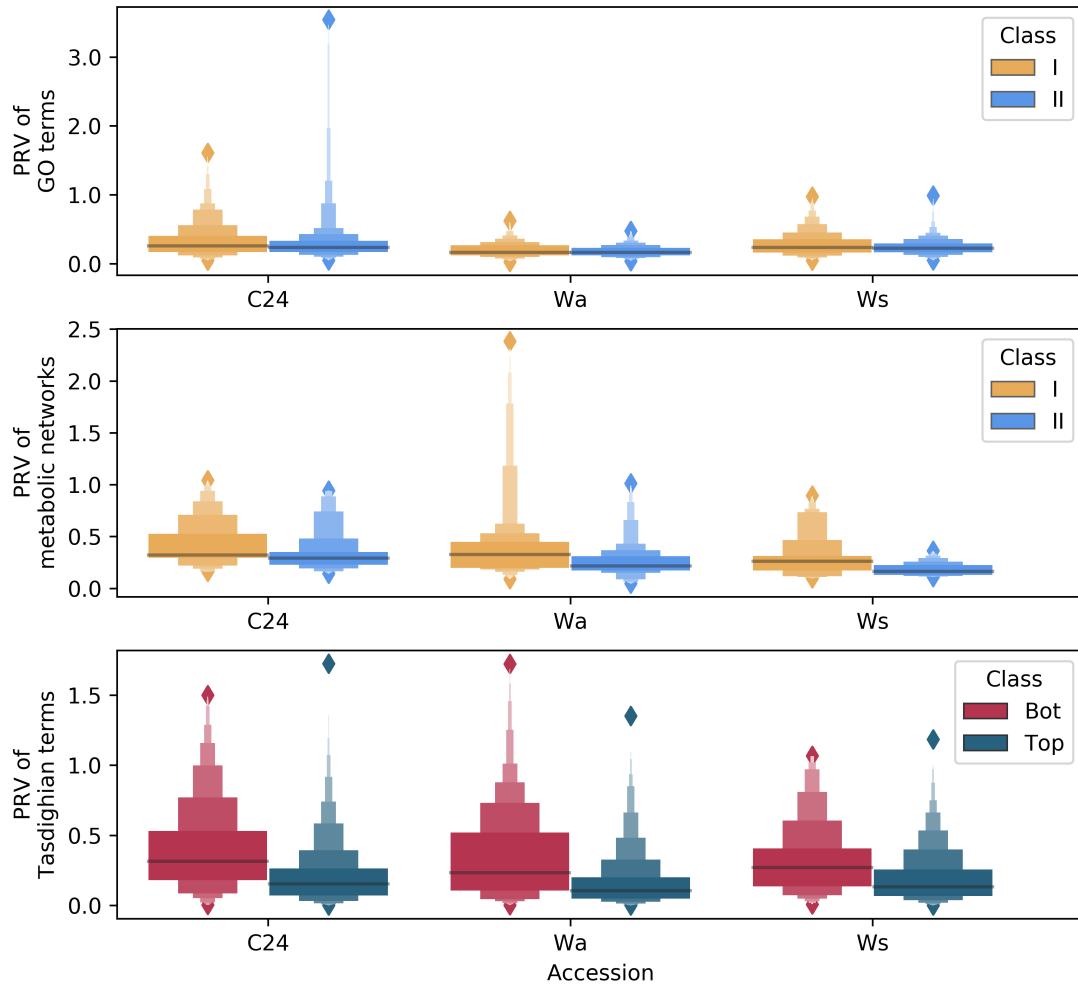 PRV of
GO terms
3.0
2.0
1.0
0.0
Class
I
II
C24 Wa Ws
PRV of
metabolic networks
2.5
2.0
1.5
1.0
0.5
0.0
Class
I
II
C24 Wa Ws
PRV of
Tasdighian terms
1.5
1.0
0.5
0.0
Class
Bot
Top
C24 Wa Ws
Accession